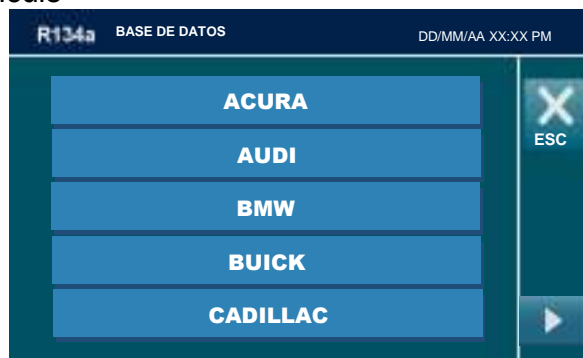 R134a BASE DE DATOS DD/MM/AA XX:XX PM
ACURA
ESC
AUDI
BMW
BUICK
CADILLAC